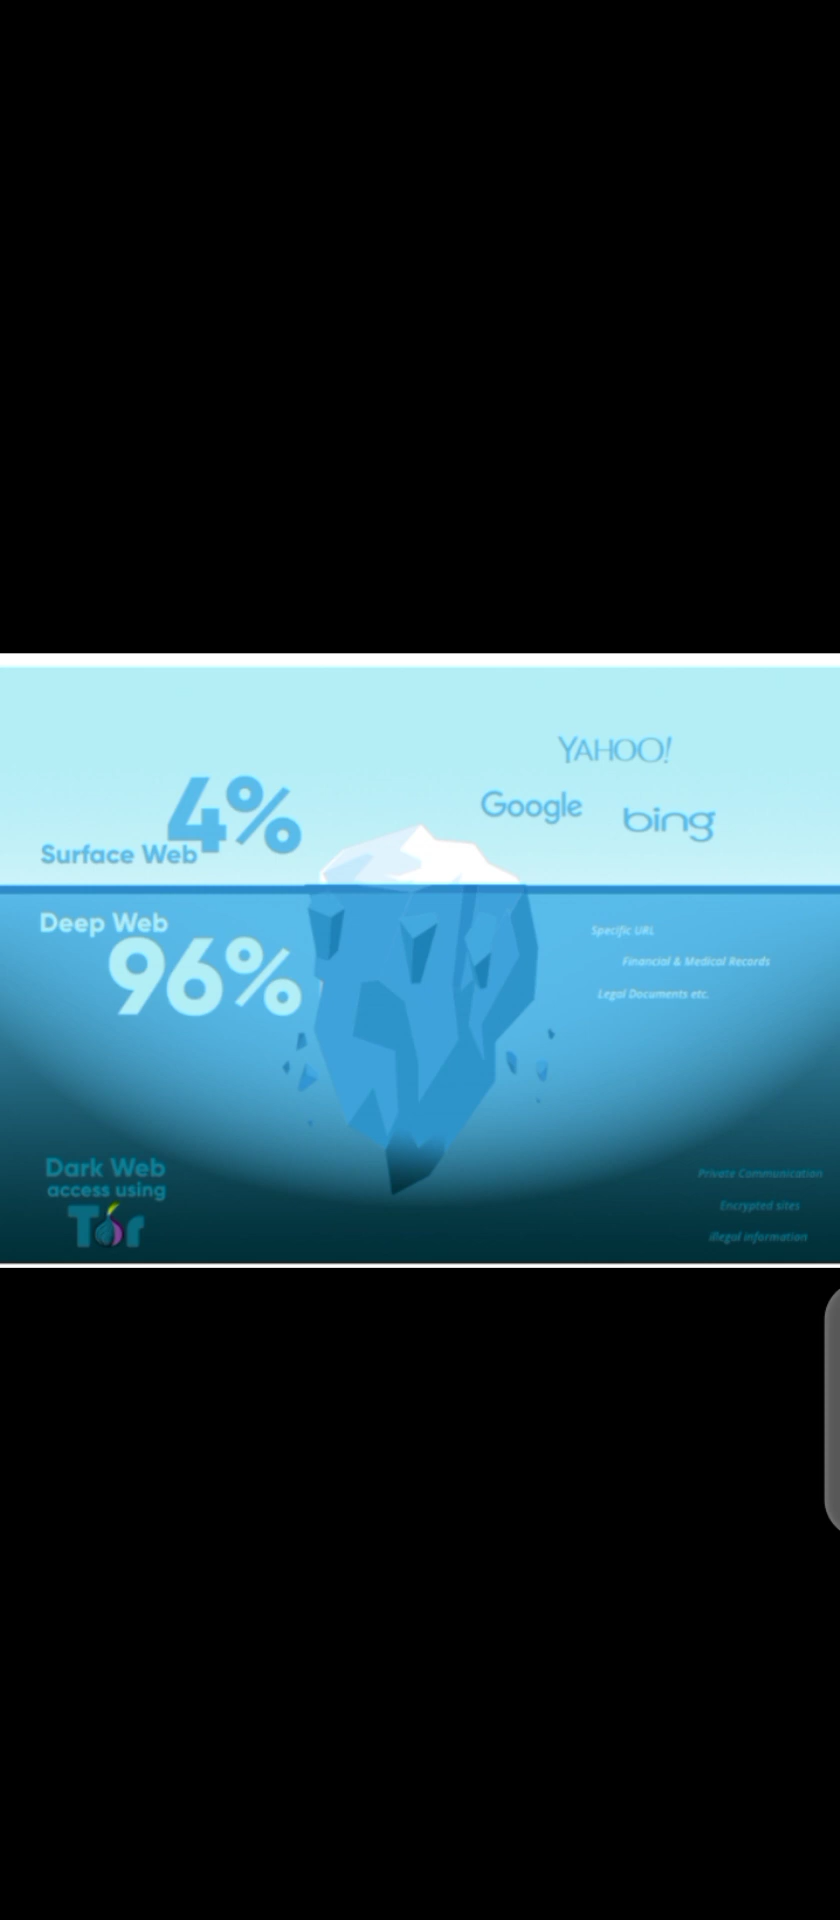 YAHOO!
4%
Google
bing
Surface Web
Deep Web
96%
Specific URL
Financial & Medical Records
Legal Documents etc.
Dark Web
access using
Tor
Private Communication
Encrypted sites
illegal information